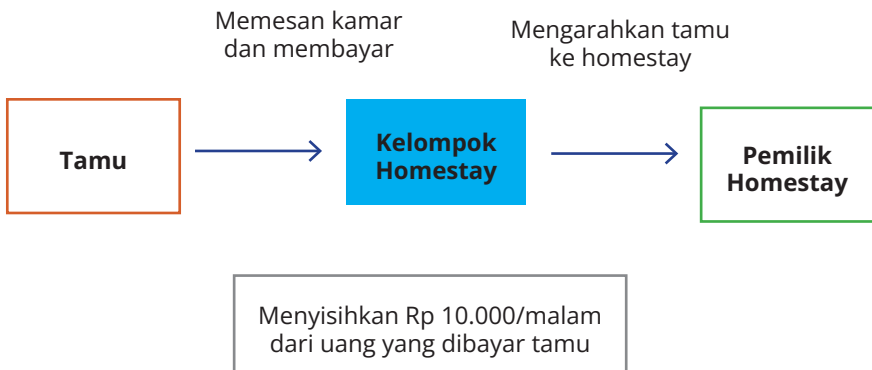 Memesan kamar
dan membayar
Mengarahkan tamu
ke homestay
Tamu
Kelompok
Homestay
Pemilik
Homestay
Menyisihkan Rp 10.000/malam
dari uang yang dibayar tamu